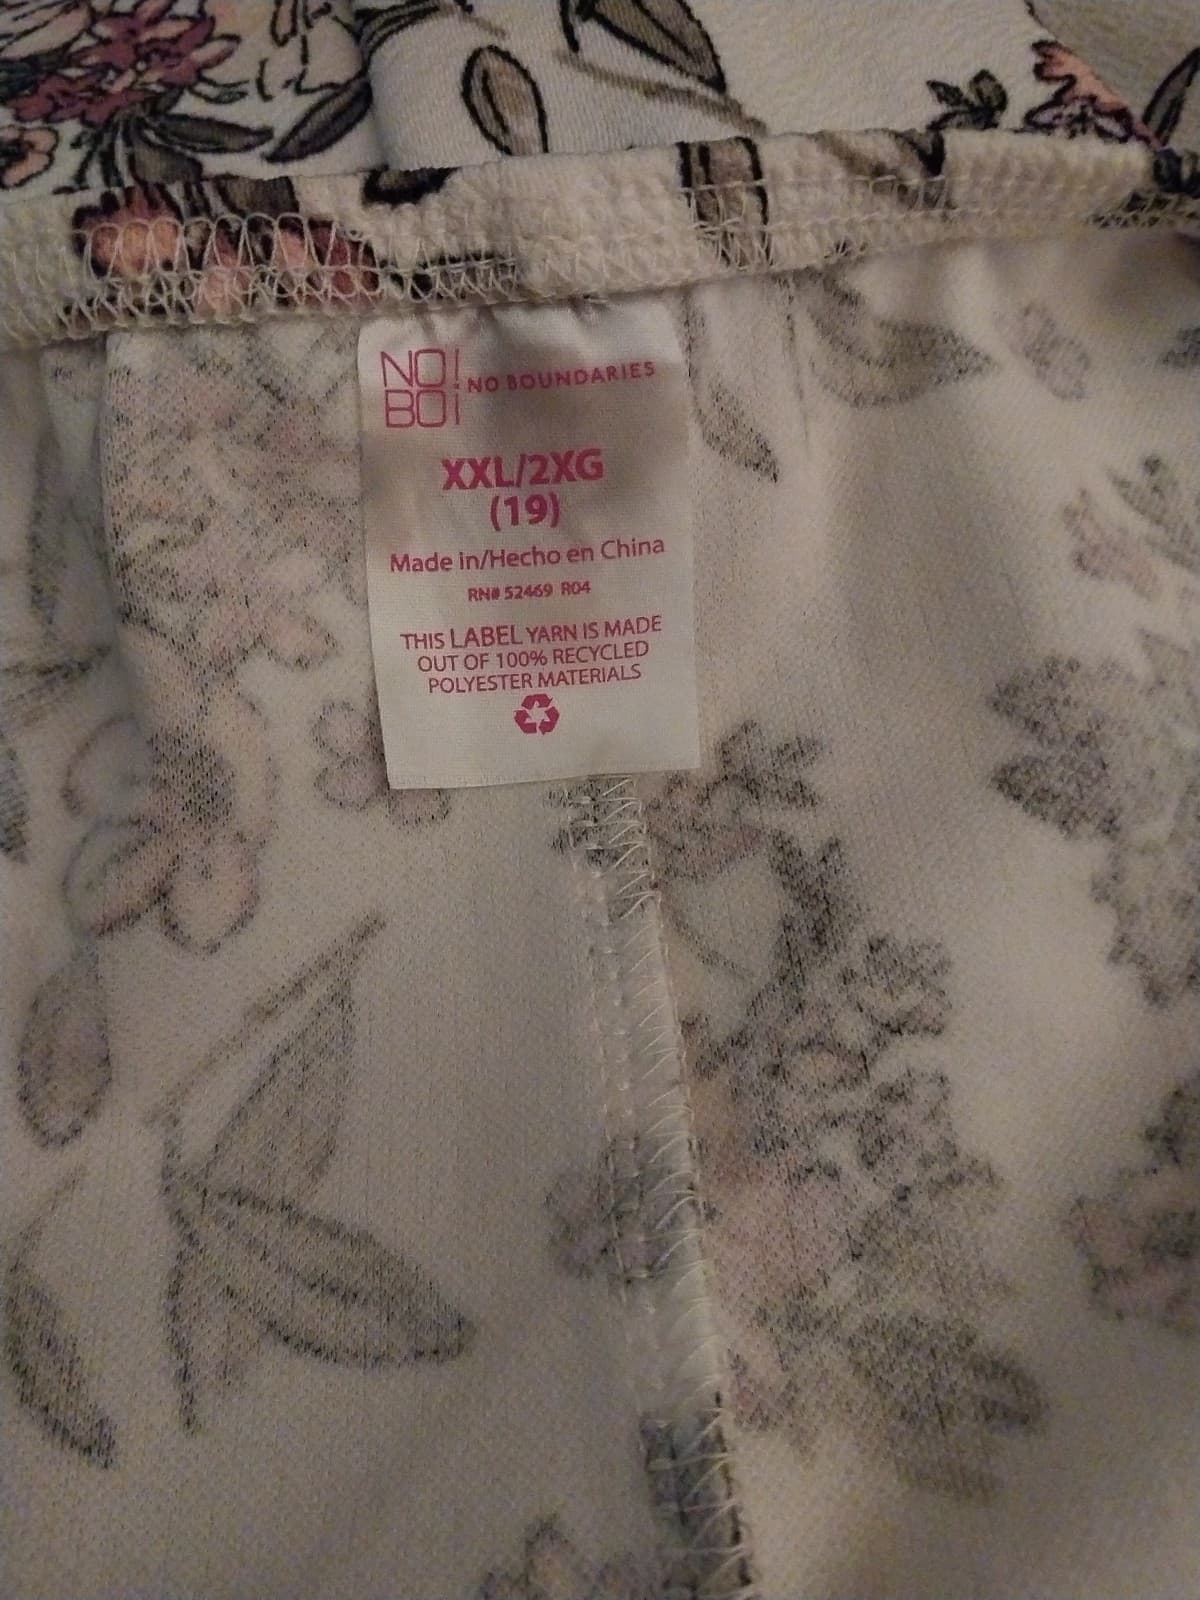 NO! NO BOUNDARIES
BO!
XXL/2XG
(19)
Made in/Hecho en China
RN# 52469 R04
THIS LABEL YARN IS MADE
OUT OF 100% RECYCLED
POLYESTER MATERIALS